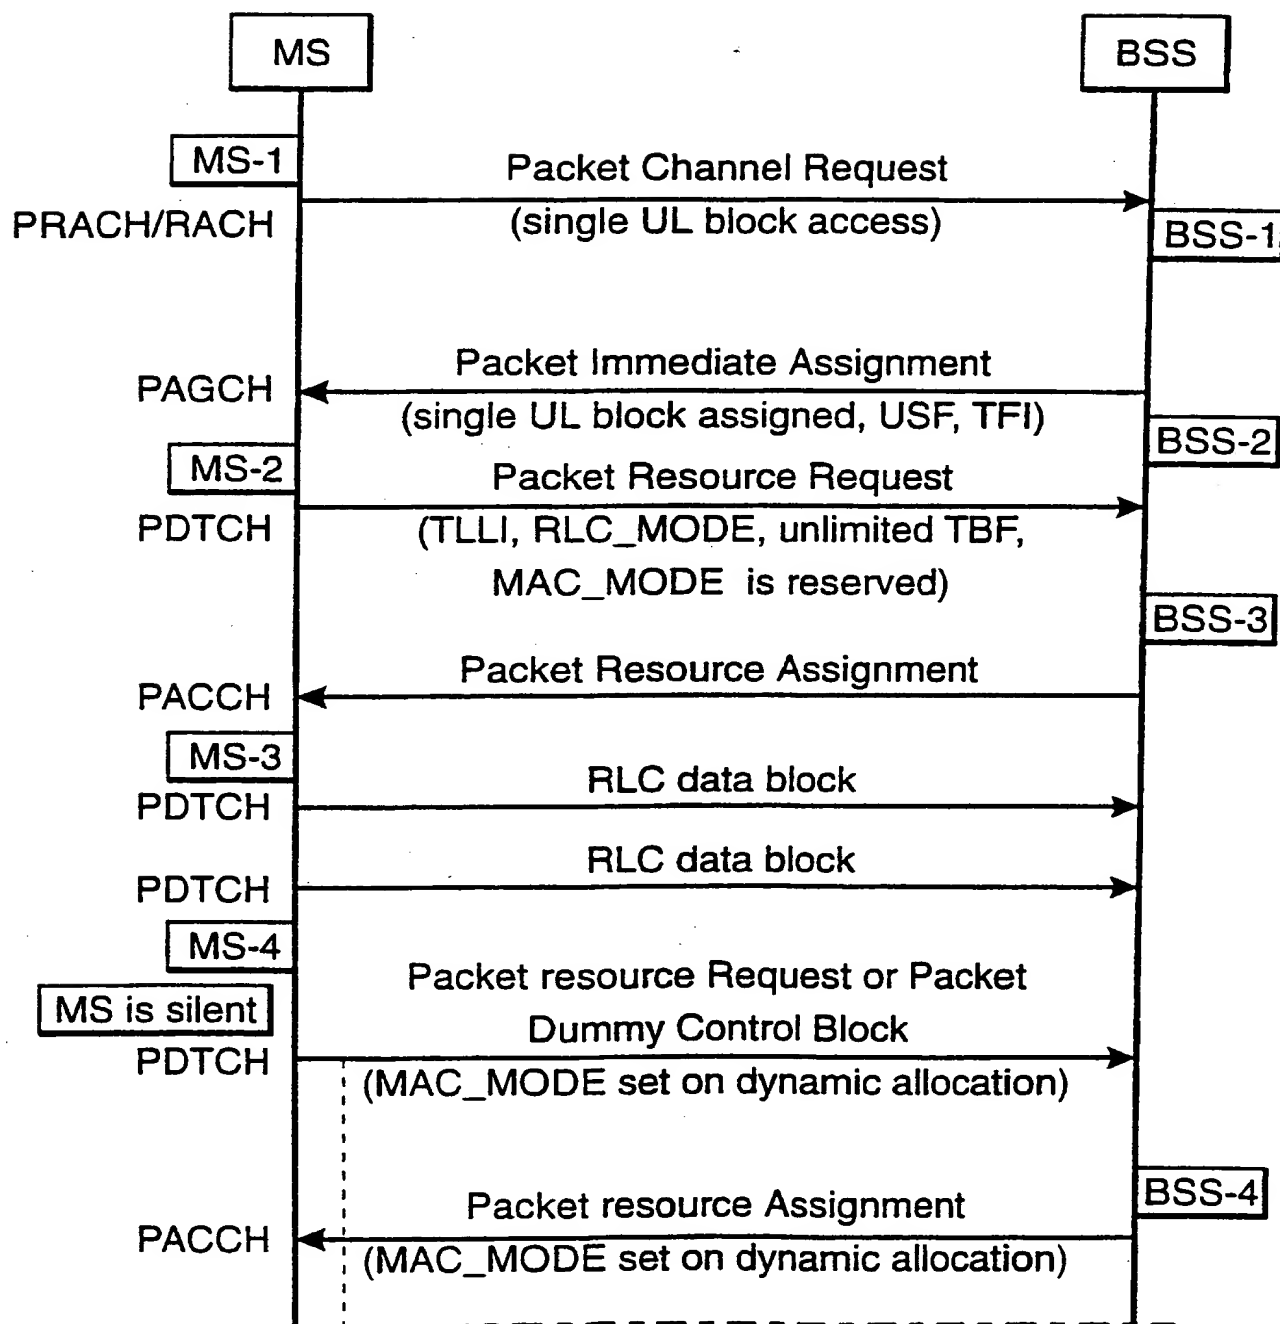 MS
BSS
MS-1
Packet Channel Request
PRACH/RACH
(single UL block access)
BSS-1
Packet Immediate Assignment
PAGCH
(single UL block assigned, USF, TFI)
BSS-2
MS-2
Packet Resource Request
PDTCH
(TLLI, RLC_MODE, unlimited TBF,
MAC_MODE is reserved)
BSS-3
Packet Resource Assignment
PACCH
MS-3
RLC data block
PDTCH
RLC data block
PDTCH
MS-4
Packet resource Request or Packet
MS is silent
Dummy Control Block
PDTCH
(MAC_MODE set on dynamic allocation)
BSS-4
Packet resource Assignment
PACCH
(MAC_MODE set on dynamic allocation)